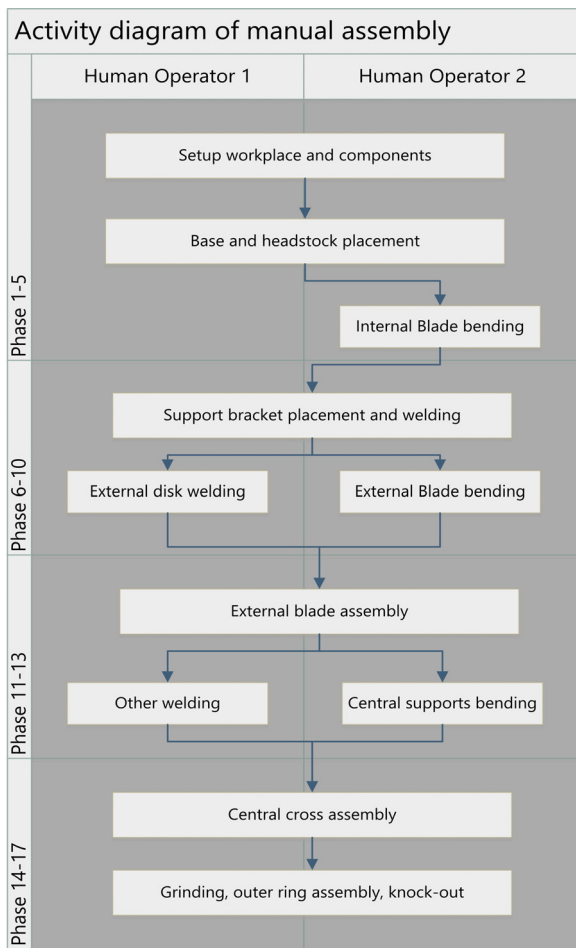 Activity diagram of manual assembly
Human Operator 1
Human Operator 2
Phase 1-5
Setup workplace and components
Base and headstock placement
Internal Blade bending
Phase 6-10
Support bracket placement and welding
External disk welding
External Blade bending
Phase 11-13
External blade assembly
Other welding
Central supports bending
Phase 14-17
Central cross assembly
Grinding, outer ring assembly, knock-out